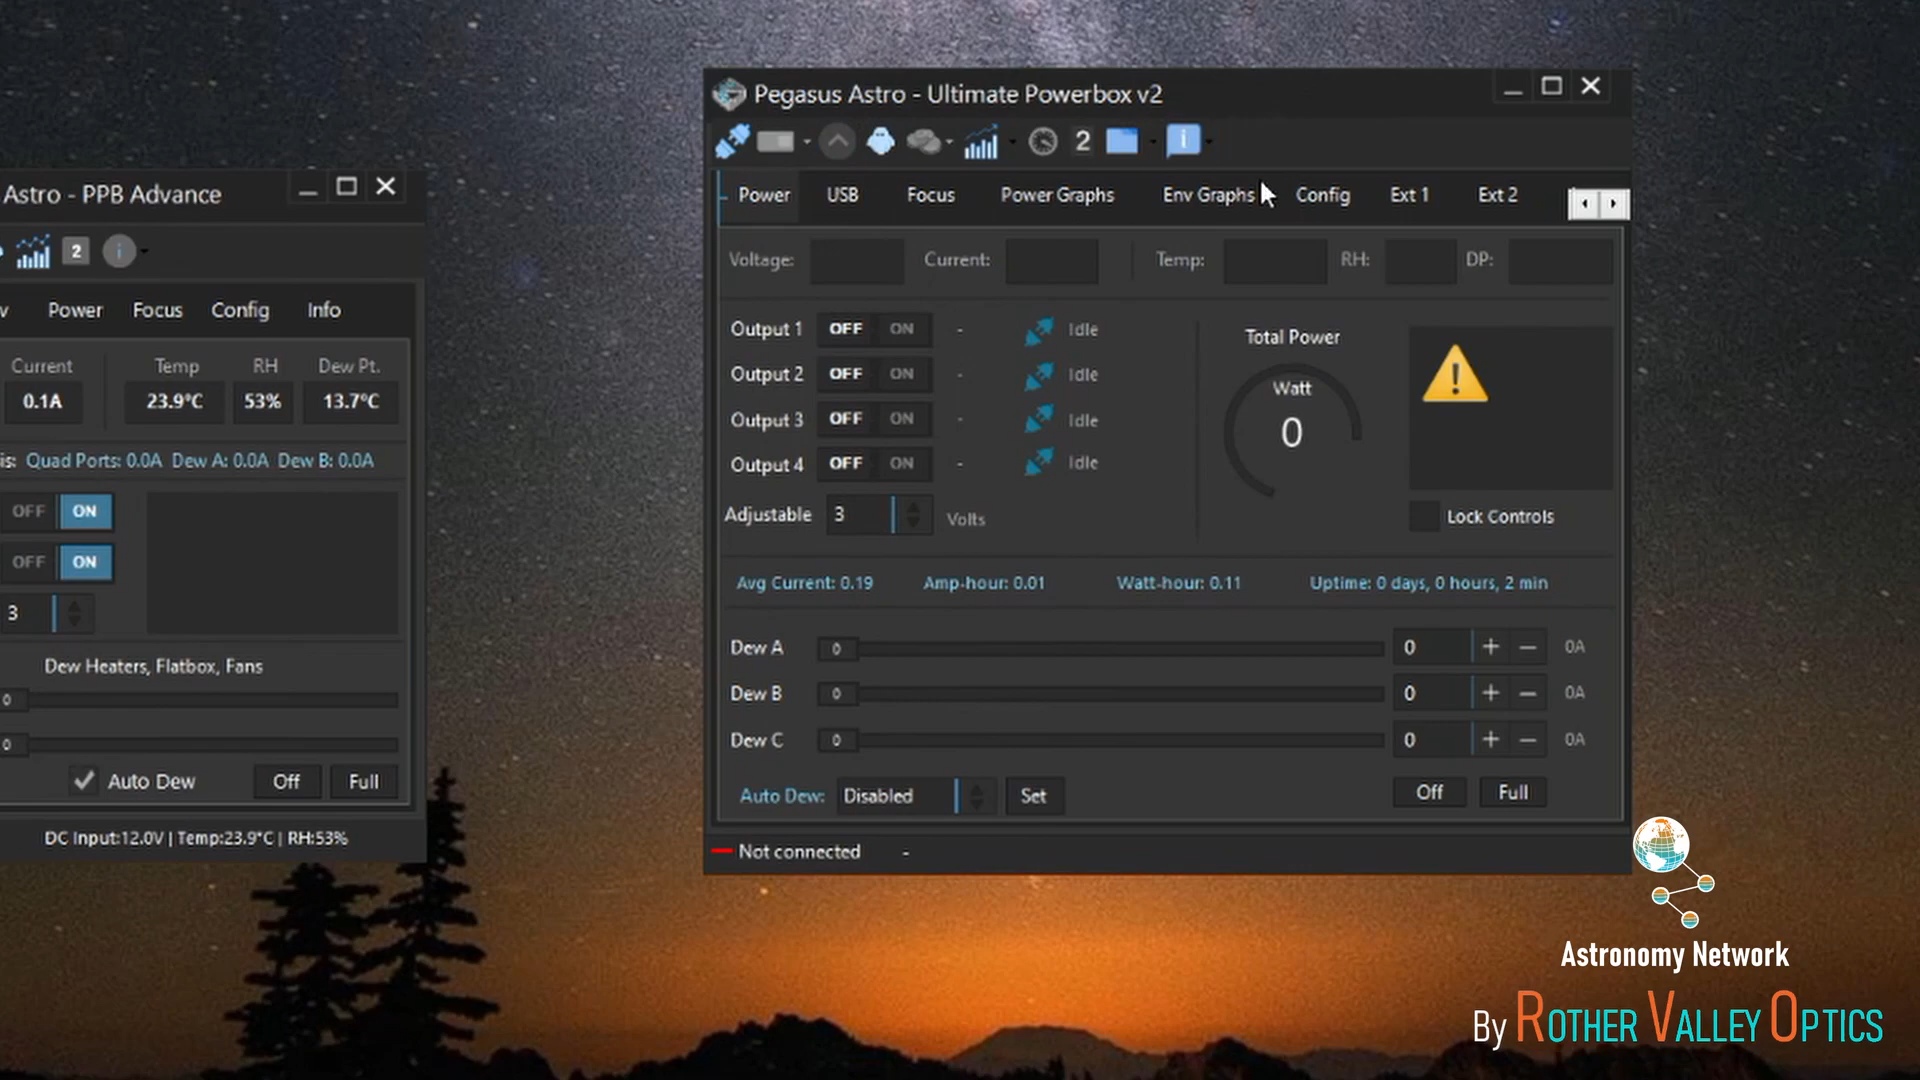 Astro - PPB Advance
2
v Power Focus Config Info
Current Temp RH Dew Pt.
0.1A 23.9°C 53% 13.7°C
is: Quad Ports: 0.0A Dew A: 0.0A Dew B: 0.0A
OFF ON
OFF ON
3
Dew Heaters, Flatbox, Fans
0
0
Auto Dew Off Full
DC Input:12.0V | Temp:23.9°C | RH:53%
Pegasus Astro - Ultimate Powerbox v2
2
Power USB Focus Power Graphs Env Graphs Config Ext 1 Ext 2
Voltage: Current: Temp: RH: DP:
Output 1 OFF ON - Idle
Output 2 OFF ON - Idle
Output 3 OFF ON - Idle
Output 4 OFF ON - Idle
Adjustable 3 Volts
Total Power
Watt
0
Lock Controls
Avg Current: 0.19 Amp-hour: 0.01 Watt-hour: 0.11 Uptime: 0 days, 0 hours, 2 min
Dew A 0 0 + - 0A
Dew B 0 0 + - 0A
Dew C 0 0 + - 0A
Auto Dew: Disabled Set Off Full
Not connected -
Astronomy Network
By ROTHER VALLEY OPTICS